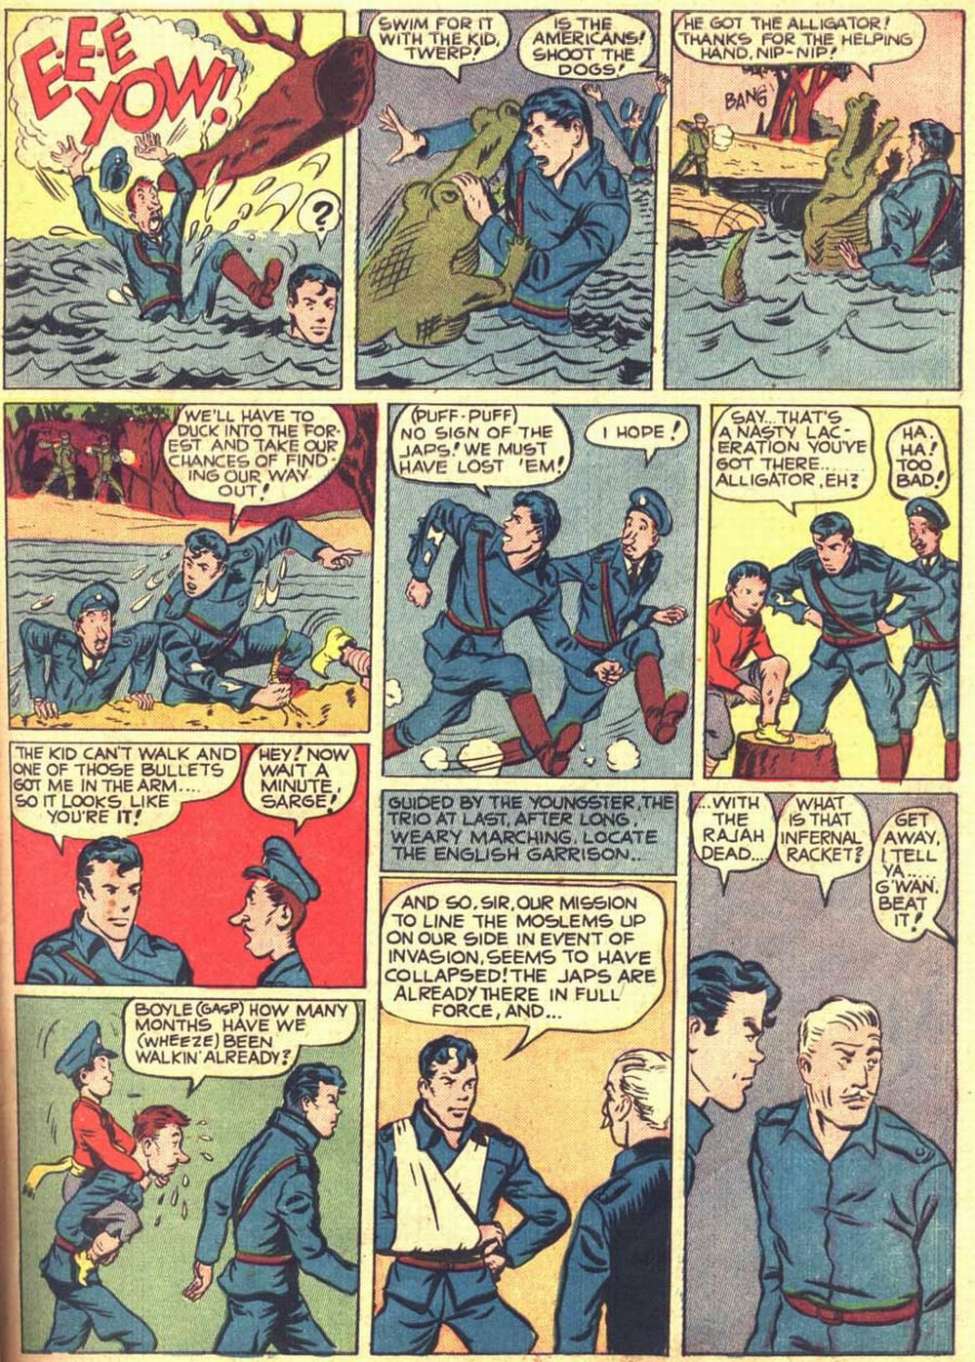 E-E-E
YOW!
?
SWIM FOR IT
WITH THE KID,
TWERP!
IS THE
AMERICANS!
SHOOT THE
DOGS!
HE GOT THE ALLIGATOR!
THANKS FOR THE HELPING
HAND, NIP-NIP!
BANG
BANG
WE'LL HAVE TO
DUCK INTO THE FOR-
EST AND TAKE OUR
CHANCES OF FIND-
ING OUR WAY
OUT!
(PUFF-PUFF)
NO SIGN OF THE
JAPS! WE MUST
HAVE LOST 'EM!
I HOPE!
SAY...THAT'S
A NASTY LAC-
ERATION YOU'VE
GOT THERE......
ALLIGATOR, EH?
HA!
HA!
TOO
BAD!
THE KID CAN'T WALK AND
ONE OF THOSE BULLETS
GOT ME IN THE ARM....
SO IT LOOKS LIKE
YOU'RE IT!
HEY! NOW
WAIT A
MINUTE,
SARGE!
BOYLE (GASP) HOW MANY
MONTHS HAVE WE
(WHEEZE) BEEN
WALKIN' ALREADY?
GUIDED BY THE YOUNGSTER, THE
TRIO AT LAST, AFTER LONG,
WEARY MARCHING, LOCATE
THE ENGLISH GARRISON..
AND SO, SIR, OUR MISSION
TO LINE THE MOSLEMS UP
ON OUR SIDE IN EVENT OF
INVASION, SEEMS TO HAVE
COLLAPSED! THE JAPS ARE
ALREADY THERE IN FULL
FORCE, AND...
...WITH
THE
RAJAH
DEAD....
WHAT
IS THAT
INFERNAL
RACKET?
GET
AWAY,
I TELL
YA.....
G'WAN,
BEAT
IT!